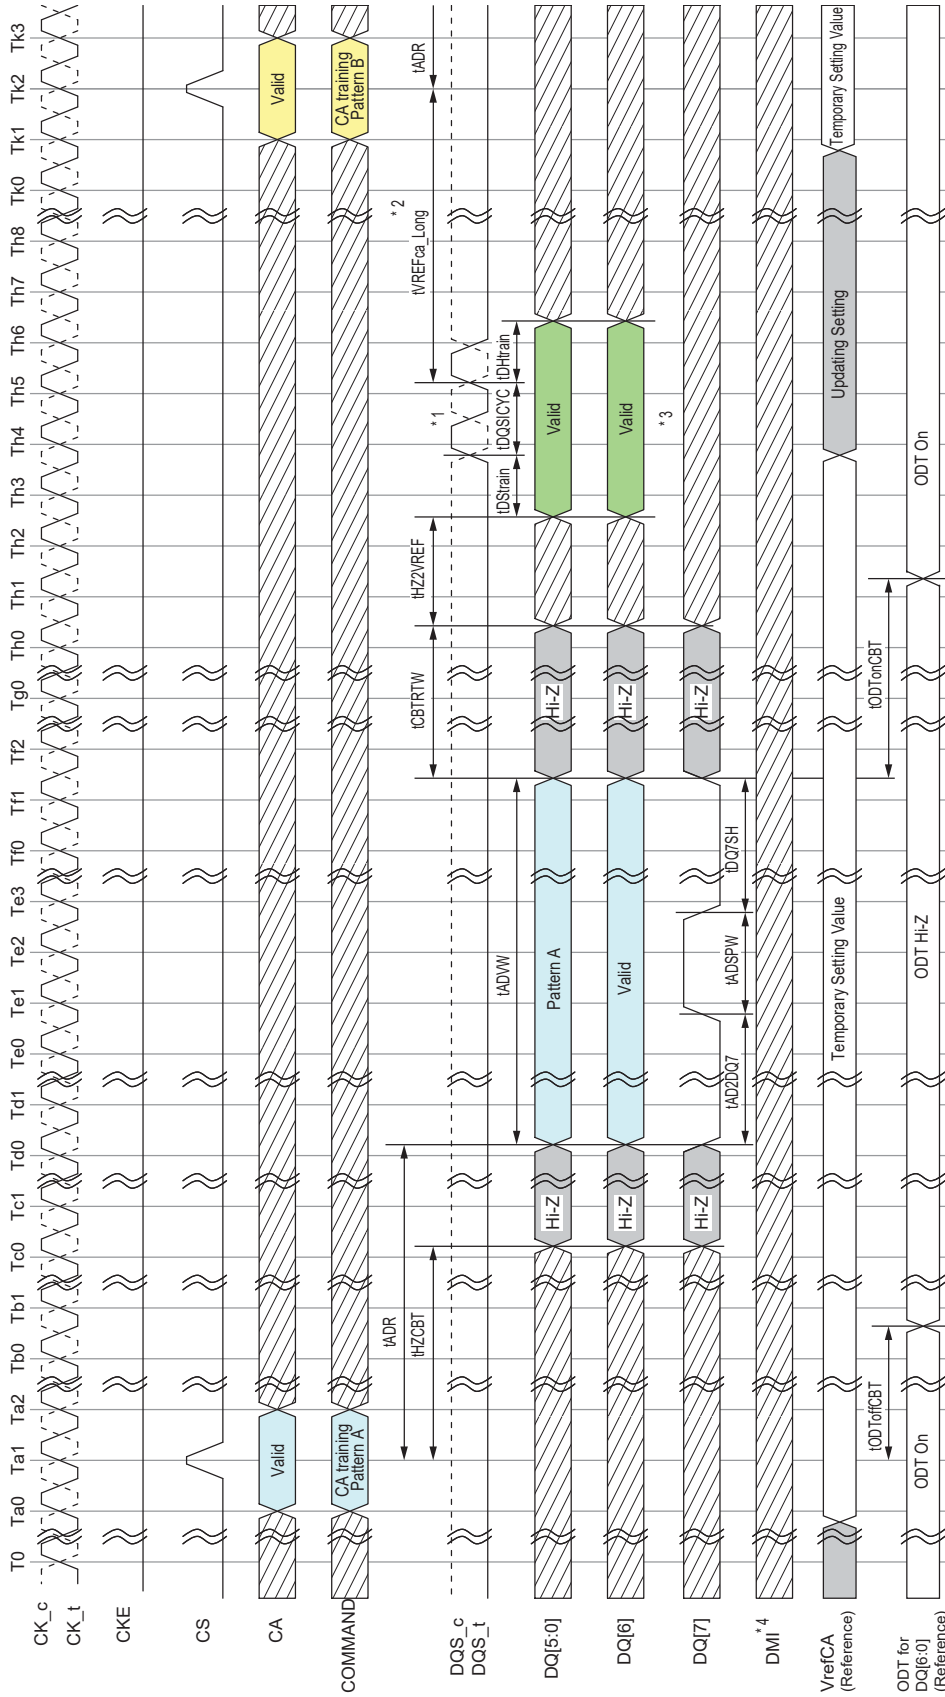 T0 Ta0 Ta1 Ta2 Tb0 Tb1 Tc0 Tc1 Td0 Td1 Te0 Te1 Te2 Te3 Tf0 Tf1 Tf2 Tg0 Th0 Th1 Th2 Th3 Th4 Th5 Th6 Th7 Th8 Tk0 Tk1 Tk2 Tk3
CK_c
CK_t
CKE
CS
CA
Valid
Valid
COMMAND
CA training
Pattern A
CA training
Pattern B
tADR
tVREFca_Long
* 2
tADR
tHZCBT
DQS_c
DQS_t
* 1
tADVW
tCBTRTW
tHZ2VREF
tDStrain
tDQSICYC
tDHtrain
DQ[5:0]
Hi-Z
Pattern A
Hi-Z
Valid
DQ[6]
Hi-Z
Valid
Hi-Z
Valid
* 3
DQ[7]
Hi-Z
Hi-Z
tAD2DQ7
tADSPW
tDQ7SH
DMI * 4
VrefCA
(Reference)
Temporary Setting Value
Updating Setting
Temporary Setting Value
tODToffCBT
tODTonCBT
ODT for
DQ[6:0]
(Reference)
ODT On
ODT Hi-Z
ODT On